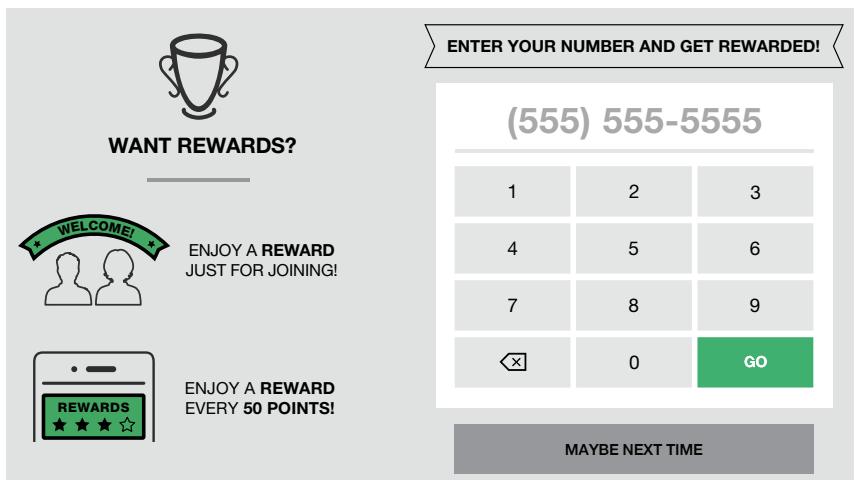 WANT REWARDS?
WELCOME!
ENJOY A REWARD
JUST FOR JOINING!
REWARDS
ENJOY A REWARD
EVERY 50 POINTS!
ENTER YOUR NUMBER AND GET REWARDED!
(555) 555-5555
1 2 3
4 5 6
7 8 9
0 GO
MAYBE NEXT TIME